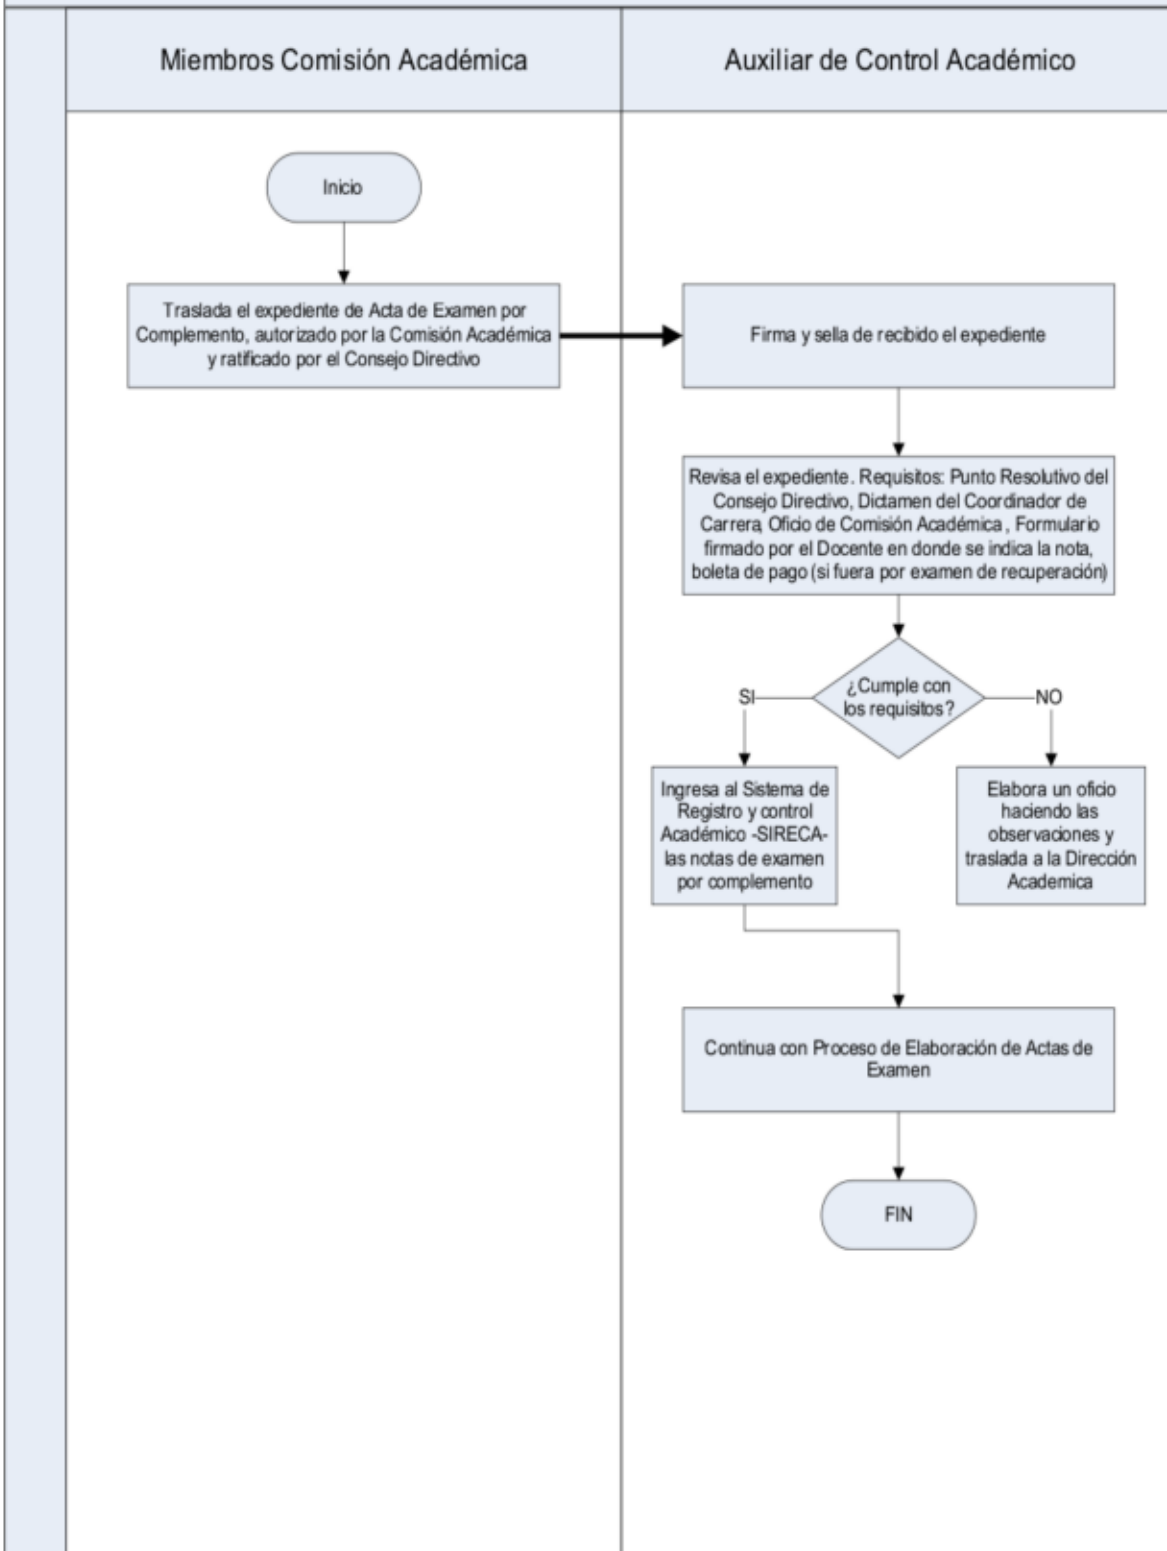 Miembros Comisión Académica
Auxiliar de Control Académico
Inicio
Traslada el expediente de Acta de Examen por
Complemento, autorizado por la Comisión Académica
y ratificado por el Consejo Directivo
Firma y sella de recibido el expediente
Revisa el expediente. Requisitos: Punto Resolutivo del
Consejo Directivo, Dictamen del Coordinador de
Carrera, Oficio de Comisión Académica, Formulario
firmado por el Docente en donde se indica la nota,
boleta de pago (si fuera por examen de recuperación)
¿Cumple con
los requisitos?
SI
NO
Ingresa al Sistema de
Registro y control
Académico -SIRECA-
las notas de examen
por complemento
Elabora un oficio
haciendo las
observaciones y
traslada a la Dirección
Academica
Continua con Proceso de Elaboración de Actas de
Examen
FIN